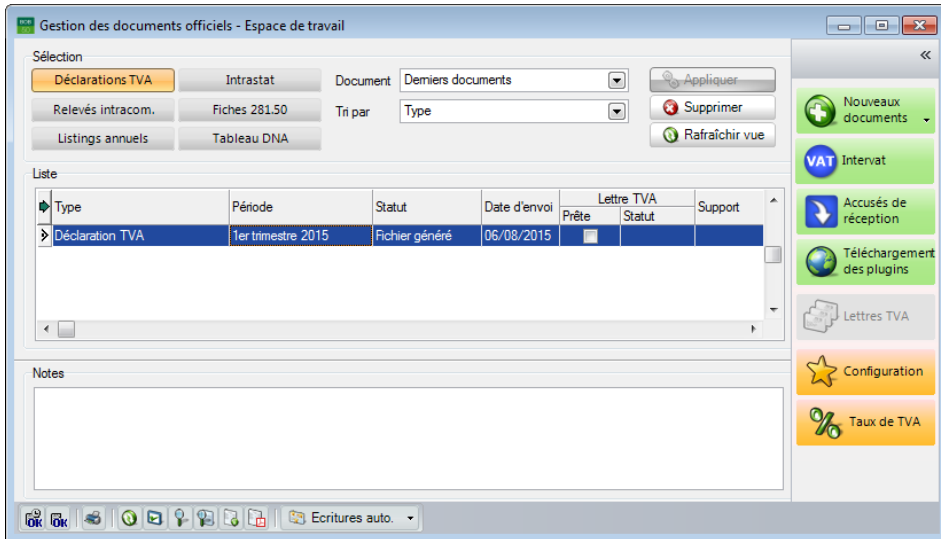 Gestion des documents officiels - Espace de travail
Sélection
Déclarations TVA
Intrastat
Document
Derniers documents
Appliquer
Relevés intracom.
Fiches 281.50
Tri par
Type
Supprimer
Listings annuels
Tableau DNA
Rafraîchir vue
Liste
Type
Période
Statut
Date d'envoi
Lettre TVA
Prête
Statut
Support
Déclaration TVA
1er trimestre 2015
Fichier généré
06/08/2015
Notes
OK
OK
Ecritures auto.
Nouveaux
documents
VAT
Intervat
Accusés de
réception
Téléchargement
des plugins
Lettres TVA
Configuration
Taux de TVA